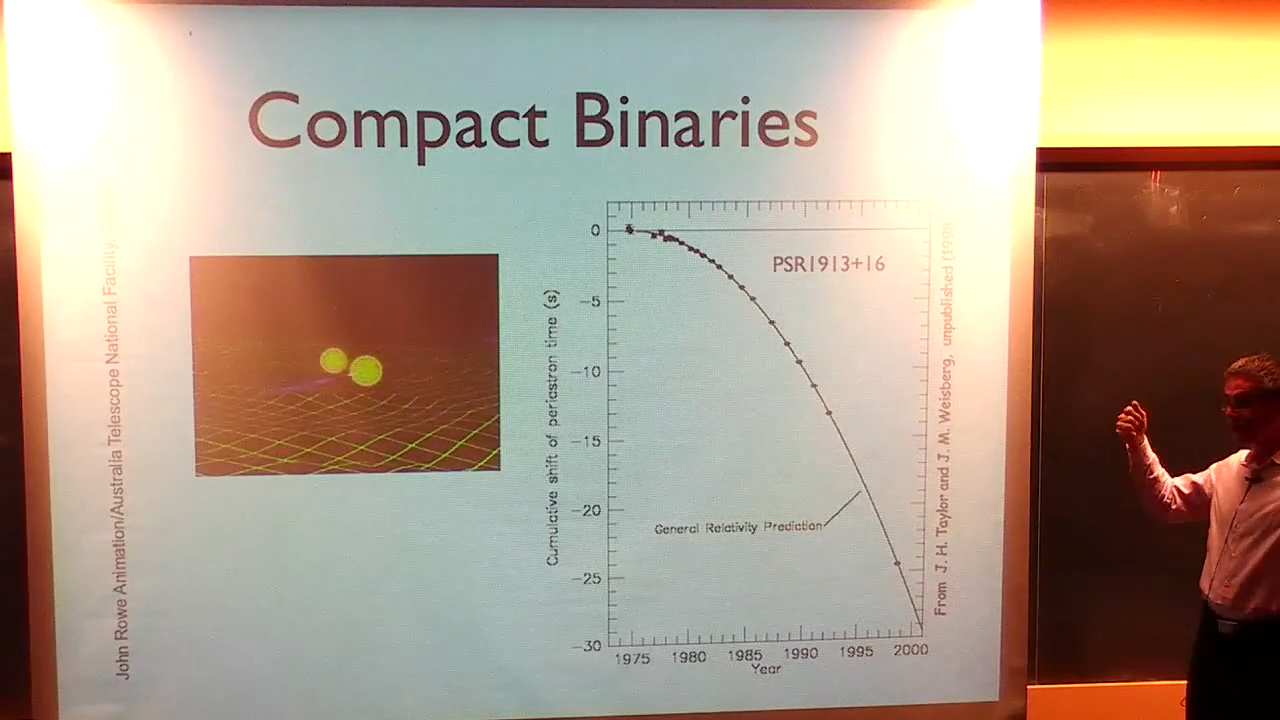 Compact Binaries
John Rowe Animation/Australia Telescope National Facility,
PSR1913+16
Cumulative shift of periastron time (s)
0
−5
−10
−15
−20
−25
−30
General Relativity Prediction
1975 1980 1985 1990 1995 2000
Year
From J. H. Taylor and J. M. Weisberg, unpublished (1999